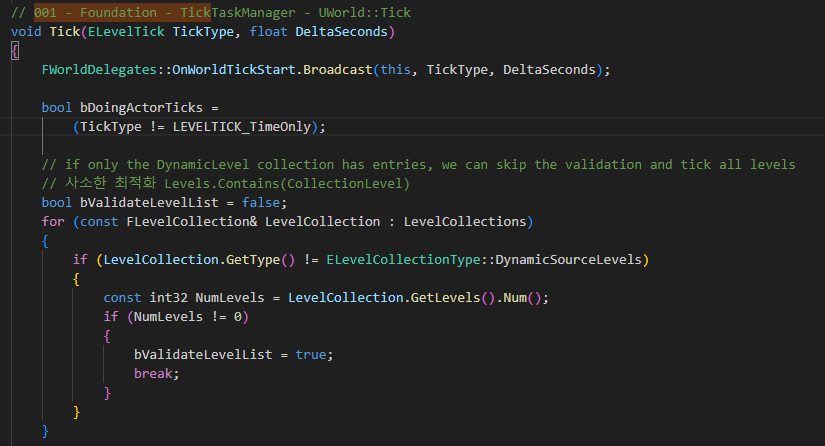 // 001 - Foundation - TickTaskManager - UWorld::Tick
void Tick(ELevelTick TickType, float DeltaSeconds)
{
    FWorldDelegates::OnWorldTickStart.Broadcast(this, TickType, DeltaSeconds);
    bool bDoingActorTicks =
        (TickType != LEVELTICK_TimeOnly);
    // if only the DynamicLevel collection has entries, we can skip the validation and tick all levels
    // 사소한 최적화 Levels.Contains(CollectionLevel)
    bool bValidateLevelList = false;
    for (const FLevelCollection& LevelCollection : LevelCollections)
    {
        if (LevelCollection.GetType() != ELevelCollectionType::DynamicSourceLevels)
        {
            const int32 NumLevels = LevelCollection.GetLevels().Num();
            if (NumLevels != 0)
            {
                bValidateLevelList = true;
                break;
            }
        }
    }